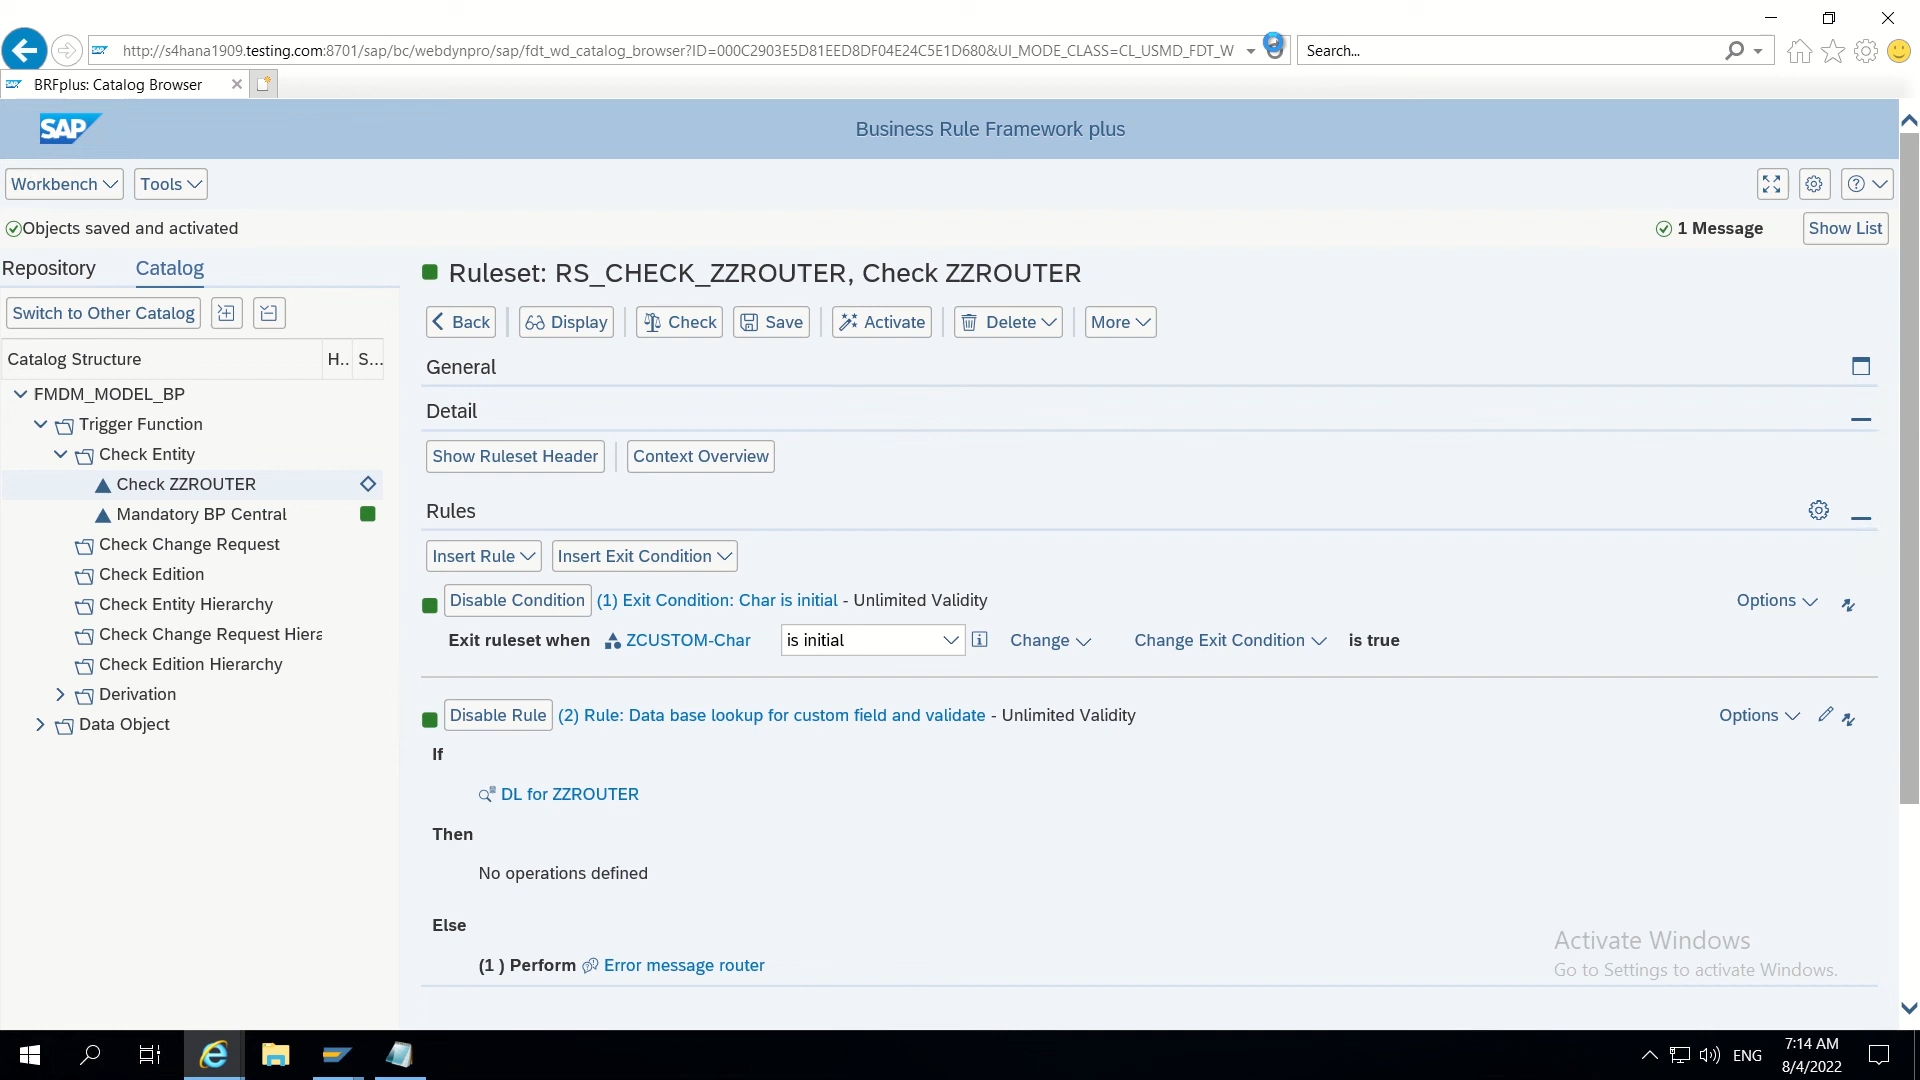 http://s4hana1909.testing.com:8701/sap/bc/webdynpro/sap/fdt_wd_catalog_browser?ID=000C2903E5D81EED8DF04E24C5E1D680&UI_MODE_CLASS=CL_USMD_FDT_W
Search...
BRFplus: Catalog Browser
SAP
Business Rule Framework plus
Workbench
Tools
Objects saved and activated
1 Message
Show List
Repository
Catalog
Switch to Other Catalog
Catalog Structure
H..
S...
FMDM_MODEL_BP
Trigger Function
Check Entity
Check ZZROUTER
Mandatory BP Central
Check Change Request
Check Edition
Check Entity Hierarchy
Check Change Request Hiera
Check Edition Hierarchy
Derivation
Data Object
Ruleset: RS_CHECK_ZZROUTER, Check ZZROUTER
Back
Display
Check
Save
Activate
Delete
More
General
Detail
Show Ruleset Header
Context Overview
Rules
Insert Rule
Insert Exit Condition
Disable Condition (1) Exit Condition: Char is initial - Unlimited Validity
Options
Exit ruleset when ZCUSTOM-Char is initial Change Change Exit Condition is true
Disable Rule (2) Rule: Data base lookup for custom field and validate - Unlimited Validity
Options
If
DL for ZZROUTER
Then
No operations defined
Else
(1 ) Perform Error message router
Activate Windows
Go to Settings to activate Windows.
ENG
7:14 AM
8/4/2022